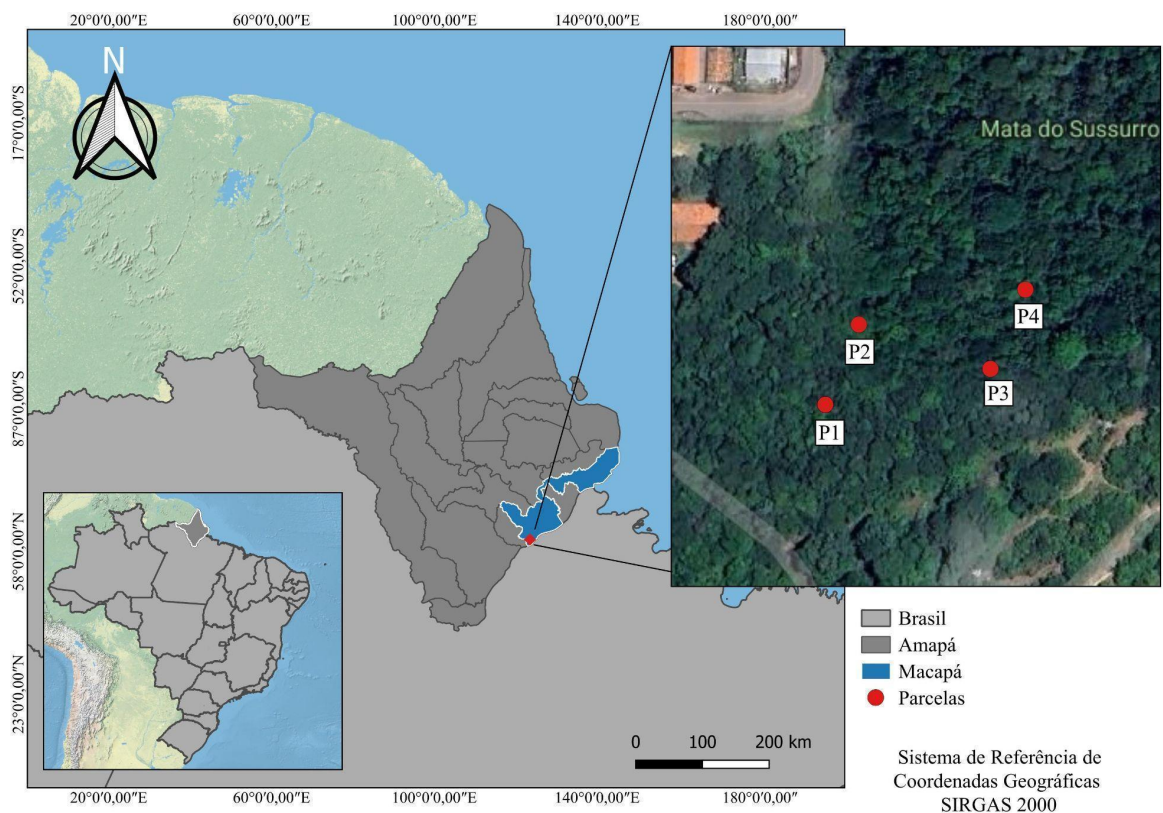 20°0'0,00"E 60°0'0,00"E 100°0'0,00"E 140°0'0,00"E 180°0'0,00"E
N
17°0'0,00"S
52°0'0,00"S
87°0'0,00"S
58°0'0,00"N
23°0'0,00"N
Mata do Sussurro
P4
P2
P3
P1
Brasil
Amapá
Macapá
Parcelas
0 100 200 km
Sistema de Referência de
Coordenadas Geográficas
SIRGAS 2000
20°0'0,00"E 60°0'0,00"E 100°0'0,00"E 140°0'0,00"E 180°0'0,00"E